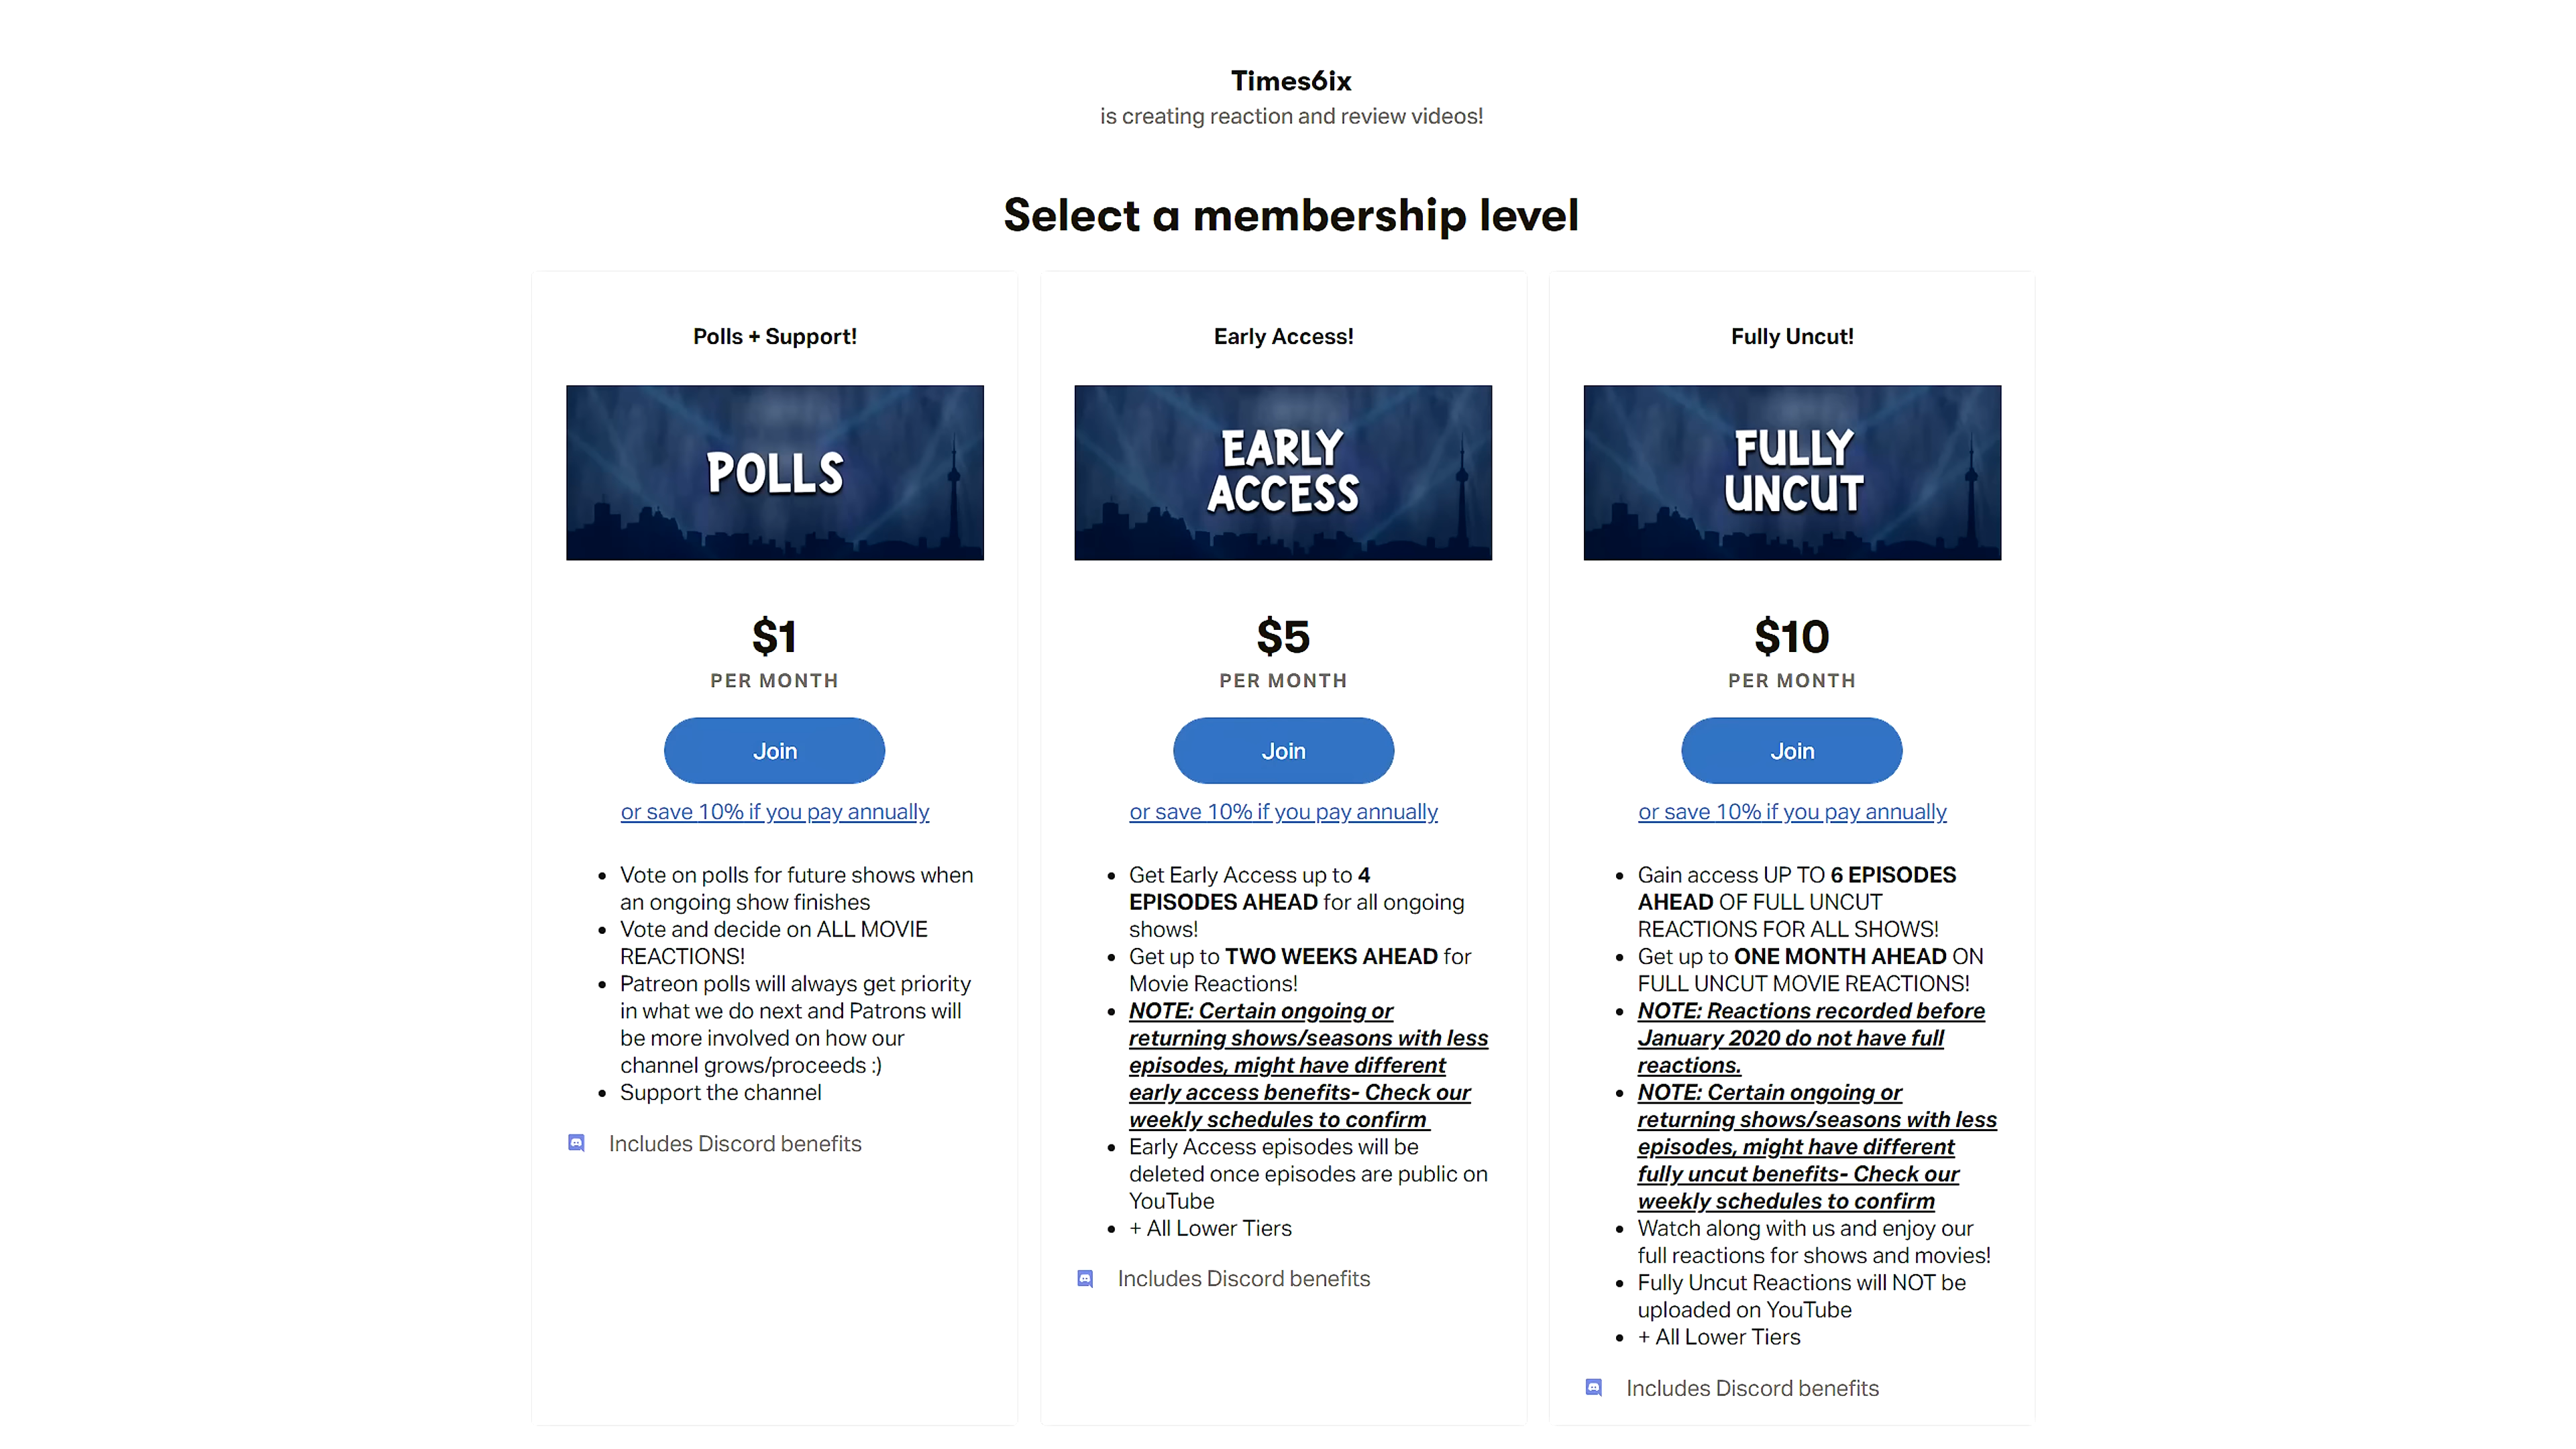 Times6ix
is creating reaction and review videos!
Select a membership level
Polls + Support!
POLLS
$1
PER MONTH
Join
or save 10% if you pay annually
• Vote on polls for future shows when
an ongoing show finishes
• Vote and decide on ALL MOVIE
REACTIONS!
• Patreon polls will always get priority
in what we do next and Patrons will
be more involved on how our
channel grows/proceeds :)
• Support the channel
Includes Discord benefits
Early Access!
EARLY
ACCESS
$5
PER MONTH
Join
or save 10% if you pay annually
• Get Early Access up to 4
EPISODES AHEAD for all ongoing
shows!
• Get up to TWO WEEKS AHEAD for
Movie Reactions!
• NOTE: Certain ongoing or
returning shows/seasons with less
episodes, might have different
early access benefits- Check our
weekly schedules to confirm
• Early Access episodes will be
deleted once episodes are public on
YouTube
• + All Lower Tiers
Includes Discord benefits
Fully Uncut!
FULLY
UNCUT
$10
PER MONTH
Join
or save 10% if you pay annually
• Gain access UP TO 6 EPISODES
AHEAD OF FULL UNCUT
REACTIONS FOR ALL SHOWS!
• Get up to ONE MONTH AHEAD ON
FULL UNCUT MOVIE REACTIONS!
• NOTE: Reactions recorded before
January 2020 do not have full
reactions.
• NOTE: Certain ongoing or
returning shows/seasons with less
episodes, might have different
fully uncut benefits- Check our
weekly schedules to confirm
• Watch along with us and enjoy our
full reactions for shows and movies!
• Fully Uncut Reactions will NOT be
uploaded on YouTube
• + All Lower Tiers
Includes Discord benefits